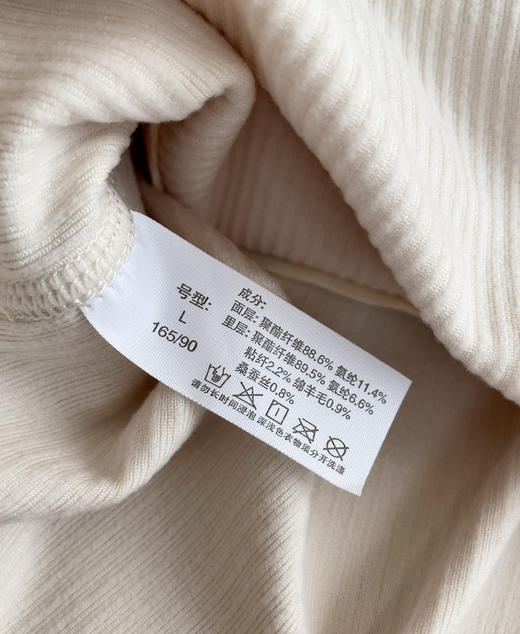 号型:
L
165/90
成分:
面层: 聚酯纤维88.6% 氨纶11.4%
里层: 聚酯纤维89.5% 氨纶6.6%
粘纤2.2% 绵羊毛0.9%
桑蚕丝0.8%
请勿长时间浸泡 深浅色衣物须分开洗涤